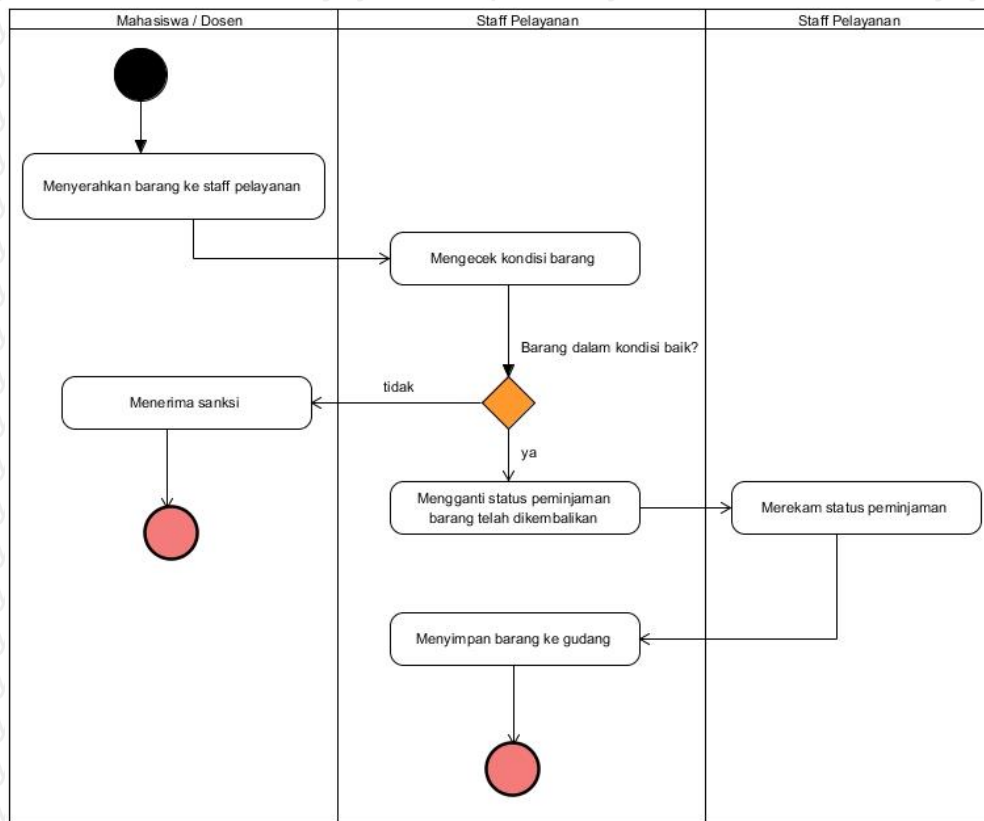 Mahasiswa / Dosen
Staff Pelayanan
Staff Pelayanan
Menyerahkan barang ke staff pelayanan
Mengecek kondisi barang
Barang dalam kondisi baik?
tidak
Menerima sanksi
ya
Mengganti status peminjaman
barang telah dikembalikan
Merekam status peminjaman
Menyimpan barang ke gudang